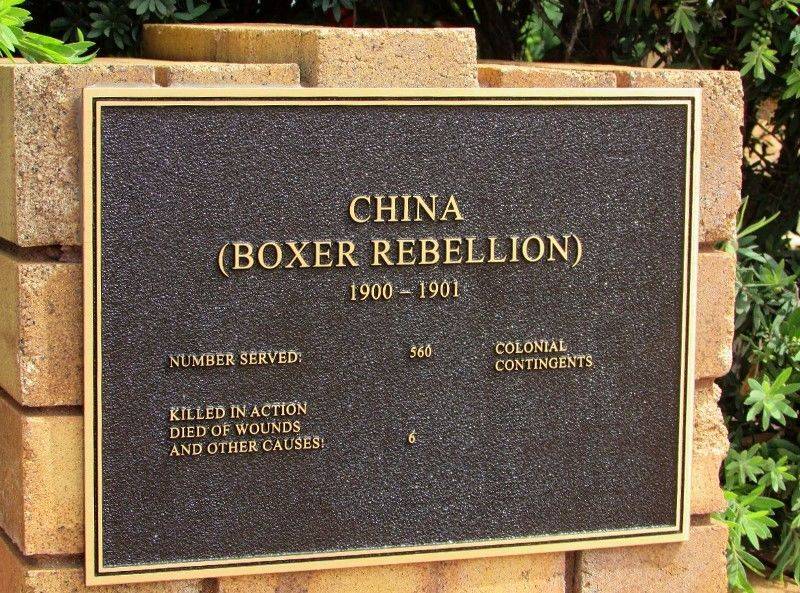 CHINA
(BOXER REBELLION)
1900 – 1901
NUMBER SERVED: 560 COLONIAL
CONTINGENTS
KILLED IN ACTION
DIED OF WOUNDS
AND OTHER CAUSES: 6